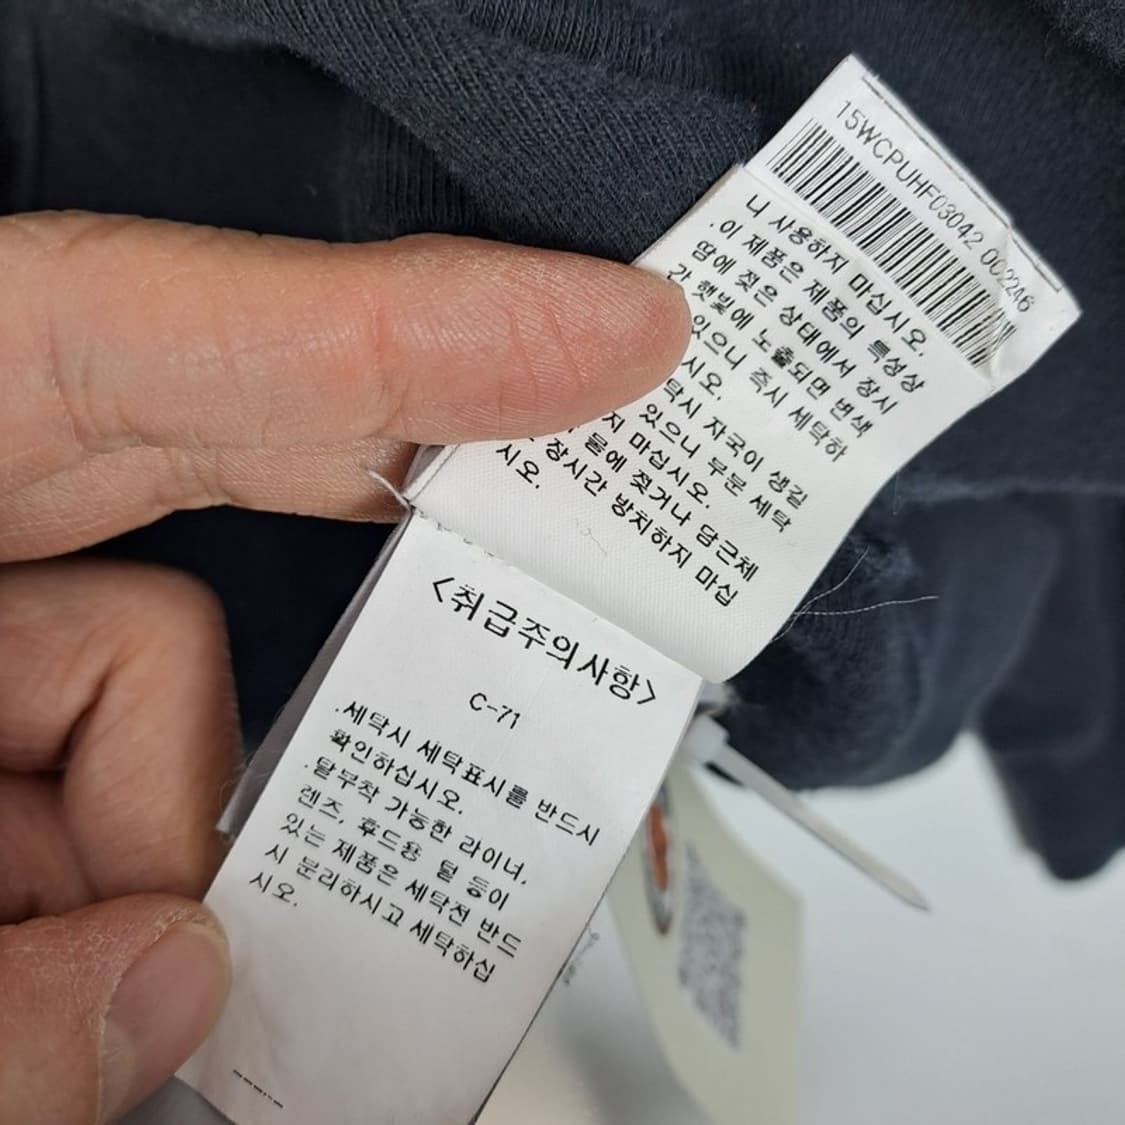 15WCPUHF03042 002246
니 사용하지 마십시오.
.이 제품은 제품의 특성상
땀에 젖은 상태에서 장시
간 햇빛에 노출되면 변색
있으니 즉시 세탁하
시오.
탁시 자국이 생길
있으니 부분 세탁
지 마십시오.
물에 젖거나 담근체
장시간 방치하지 마십
시오.
<취급주의사항>
C-71
.세탁시 세탁표시를 반드시
확인하십시오.
.탈부착 가능한 라이너,
렌즈, 후드용 털 등이
있는 제품은 세탁전 반드
시 분리하시고 세탁하십
시오.